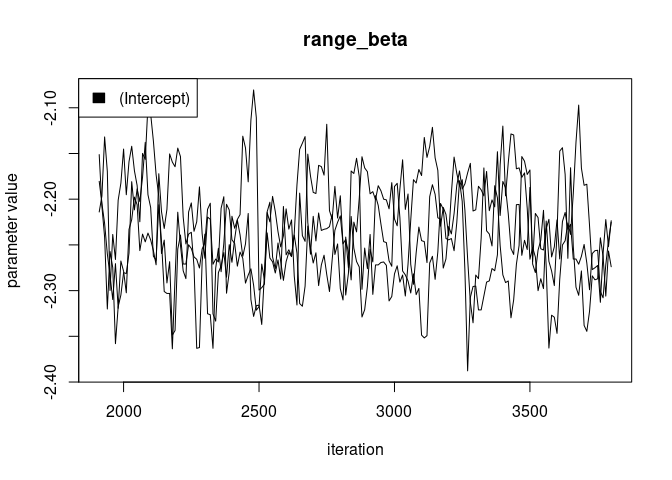 range_beta
(Intercept)
parameter value
-2.10
-2.20
-2.30
-2.40
2000
2500
3000
3500
iteration